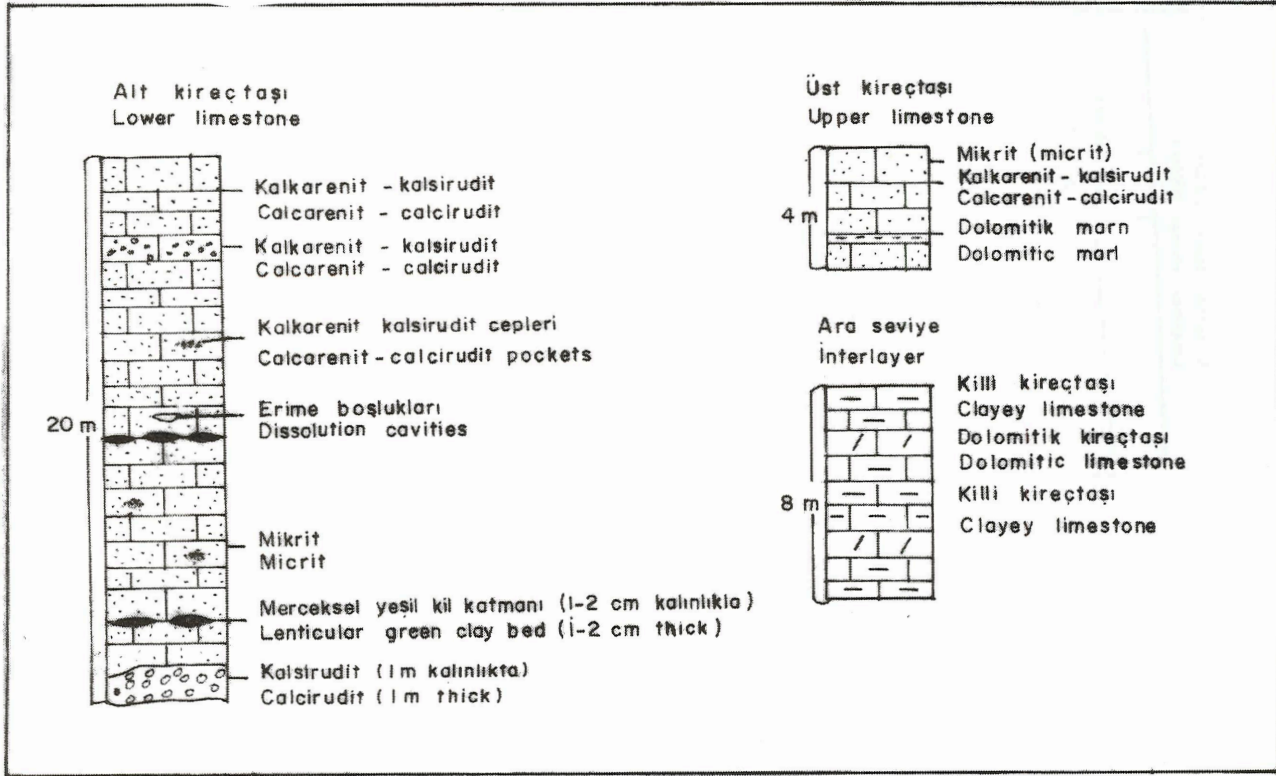 Alt kireçtaşı
Lower limestone
Kalkarenit - kalsirudit
Calcarenit - calcirudit
Kalkarenit - kalsirudit
Calcarenit - calcirudit
Kalkarenit kalsirudit cepleri
Calcarenit - calcirudit pockets
Erime boşlukları
Dissolution cavities
20 m
Mikrit
Micrit
Merceksel yeşil kil katmanı (1-2 cm kalınlıkla)
Lenticular green clay bed (1-2 cm thick)
Kalsirudit (1m kalınlıkta)
Calcirudit (1m thick)
Üst kireçtaşı
Upper limestone
Mikrit (micrit)
Kalkarenit - kalsirudit
Calcarenit - calcirudit
4 m
Dolomitik marn
Dolomitic marl
Ara seviye
İnterlayer
Killi kireçtaşı
Clayey limestone
Dolomitik kireçtaşı
Dolomitic limestone
8 m
Killi kireçtaşı
Clayey limestone